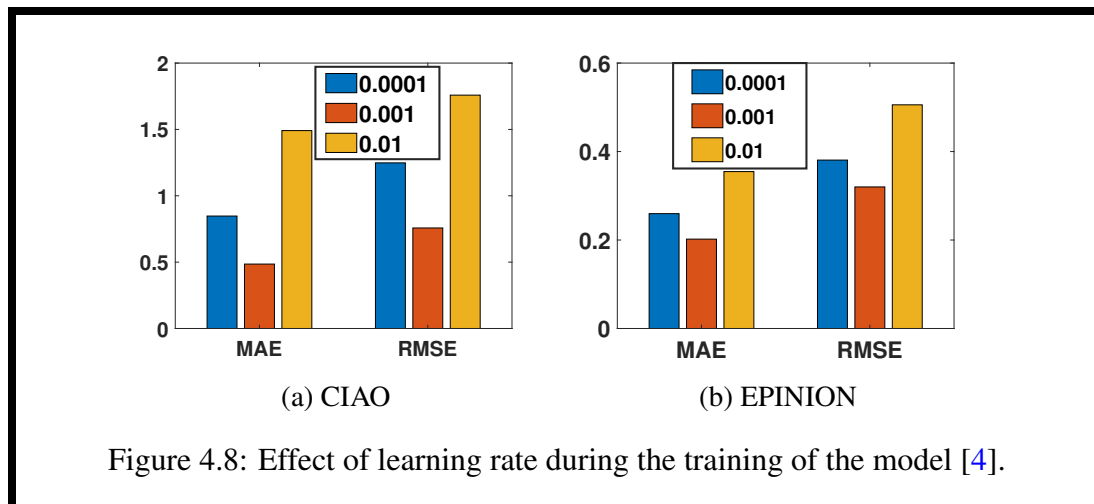 2
1.5
1
0.5
0
0.0001
0.001
0.01
MAE
RMSE
(a) CIAO
0.6
0.4
0.2
0
0.0001
0.001
0.01
MAE
RMSE
(b) EPINION
Figure 4.8: Effect of learning rate during the training of the model [4].